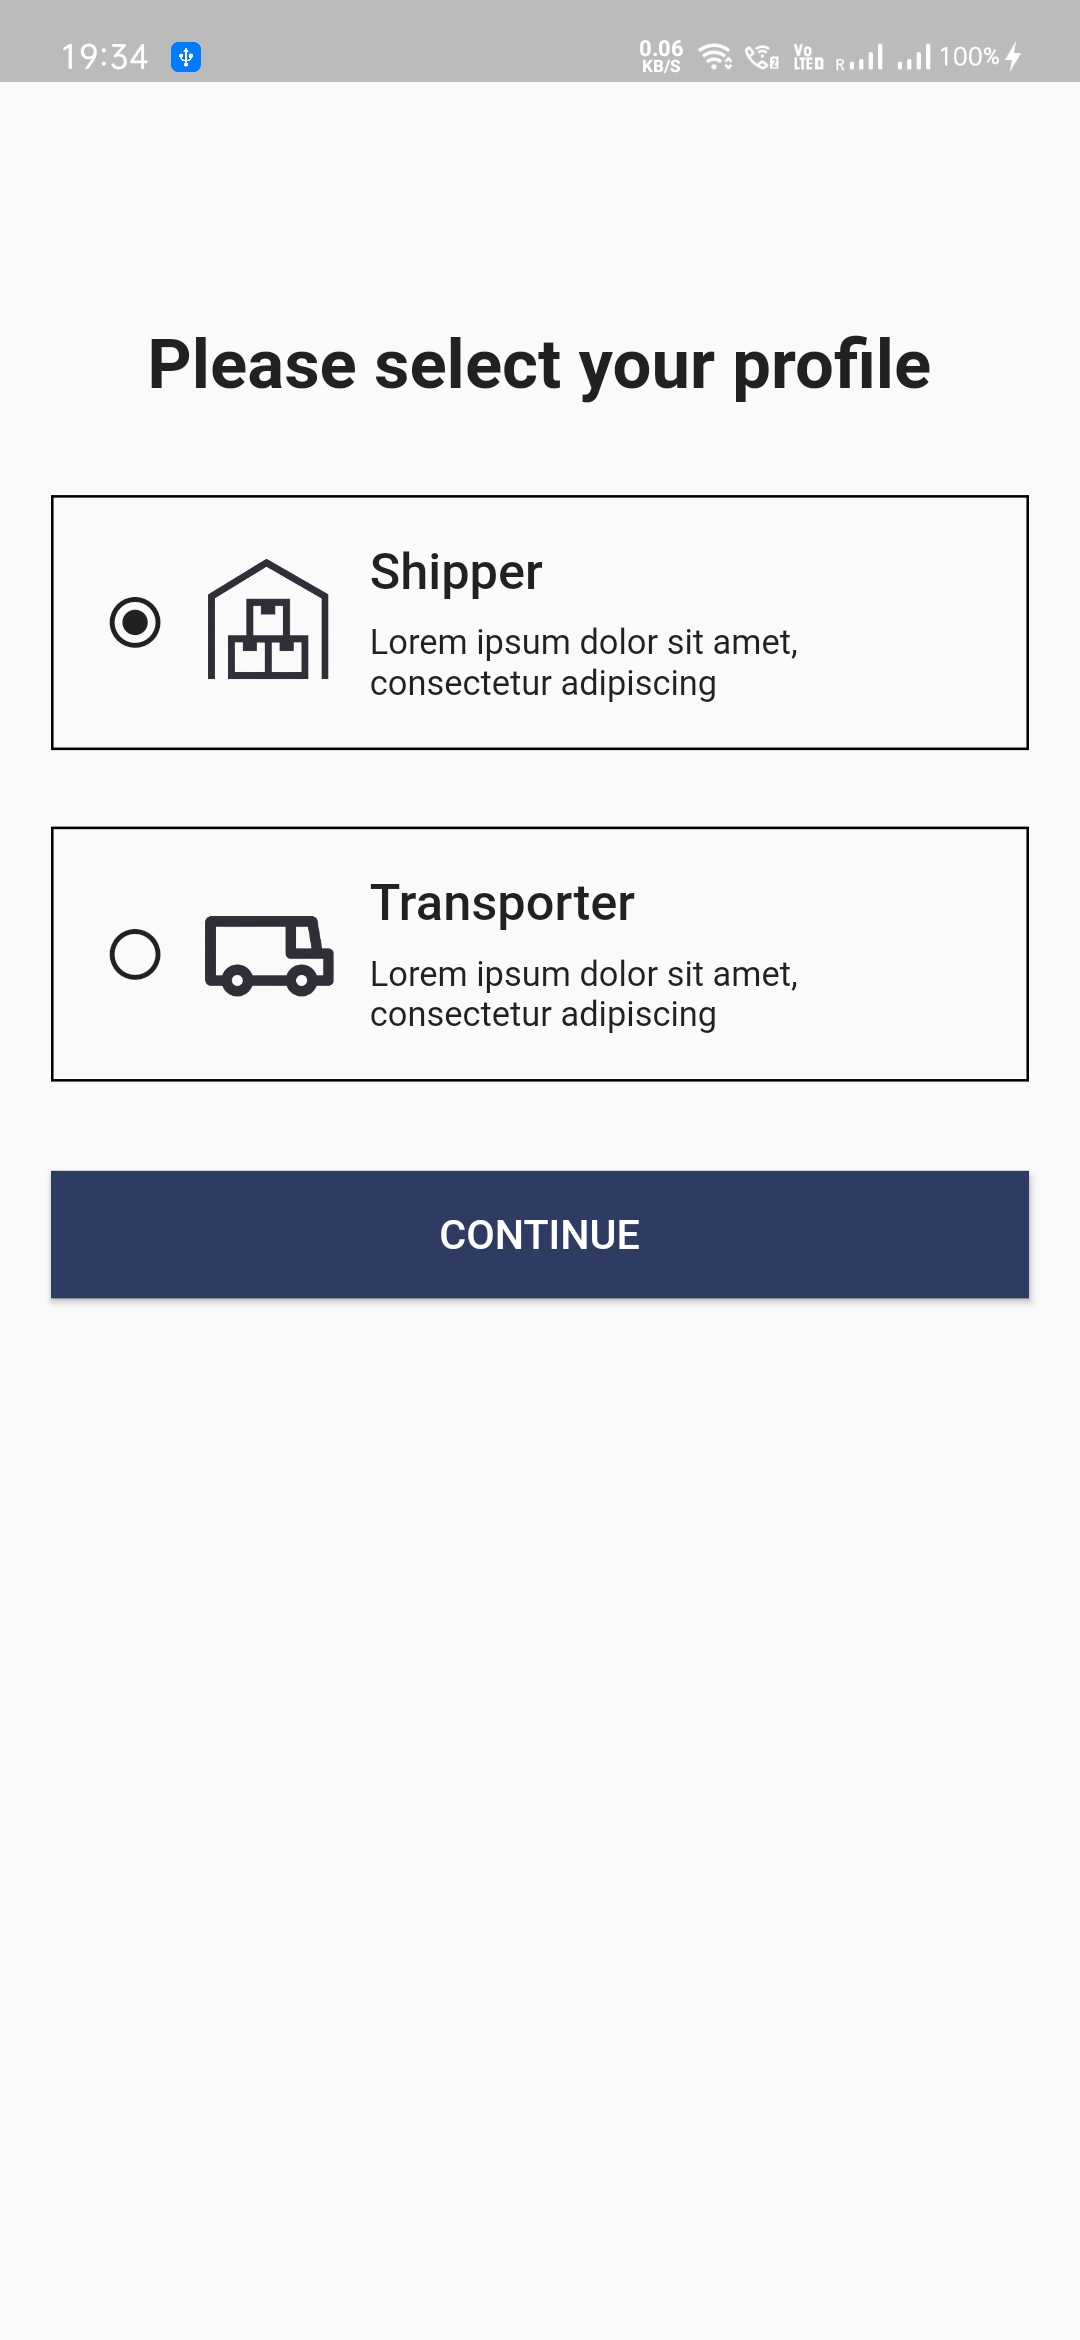 19:34 0.06 KB/S Vo LTE D R 100%
Please select your profile
Shipper
Lorem ipsum dolor sit amet,
consectetur adipiscing
Transporter
Lorem ipsum dolor sit amet,
consectetur adipiscing
CONTINUE